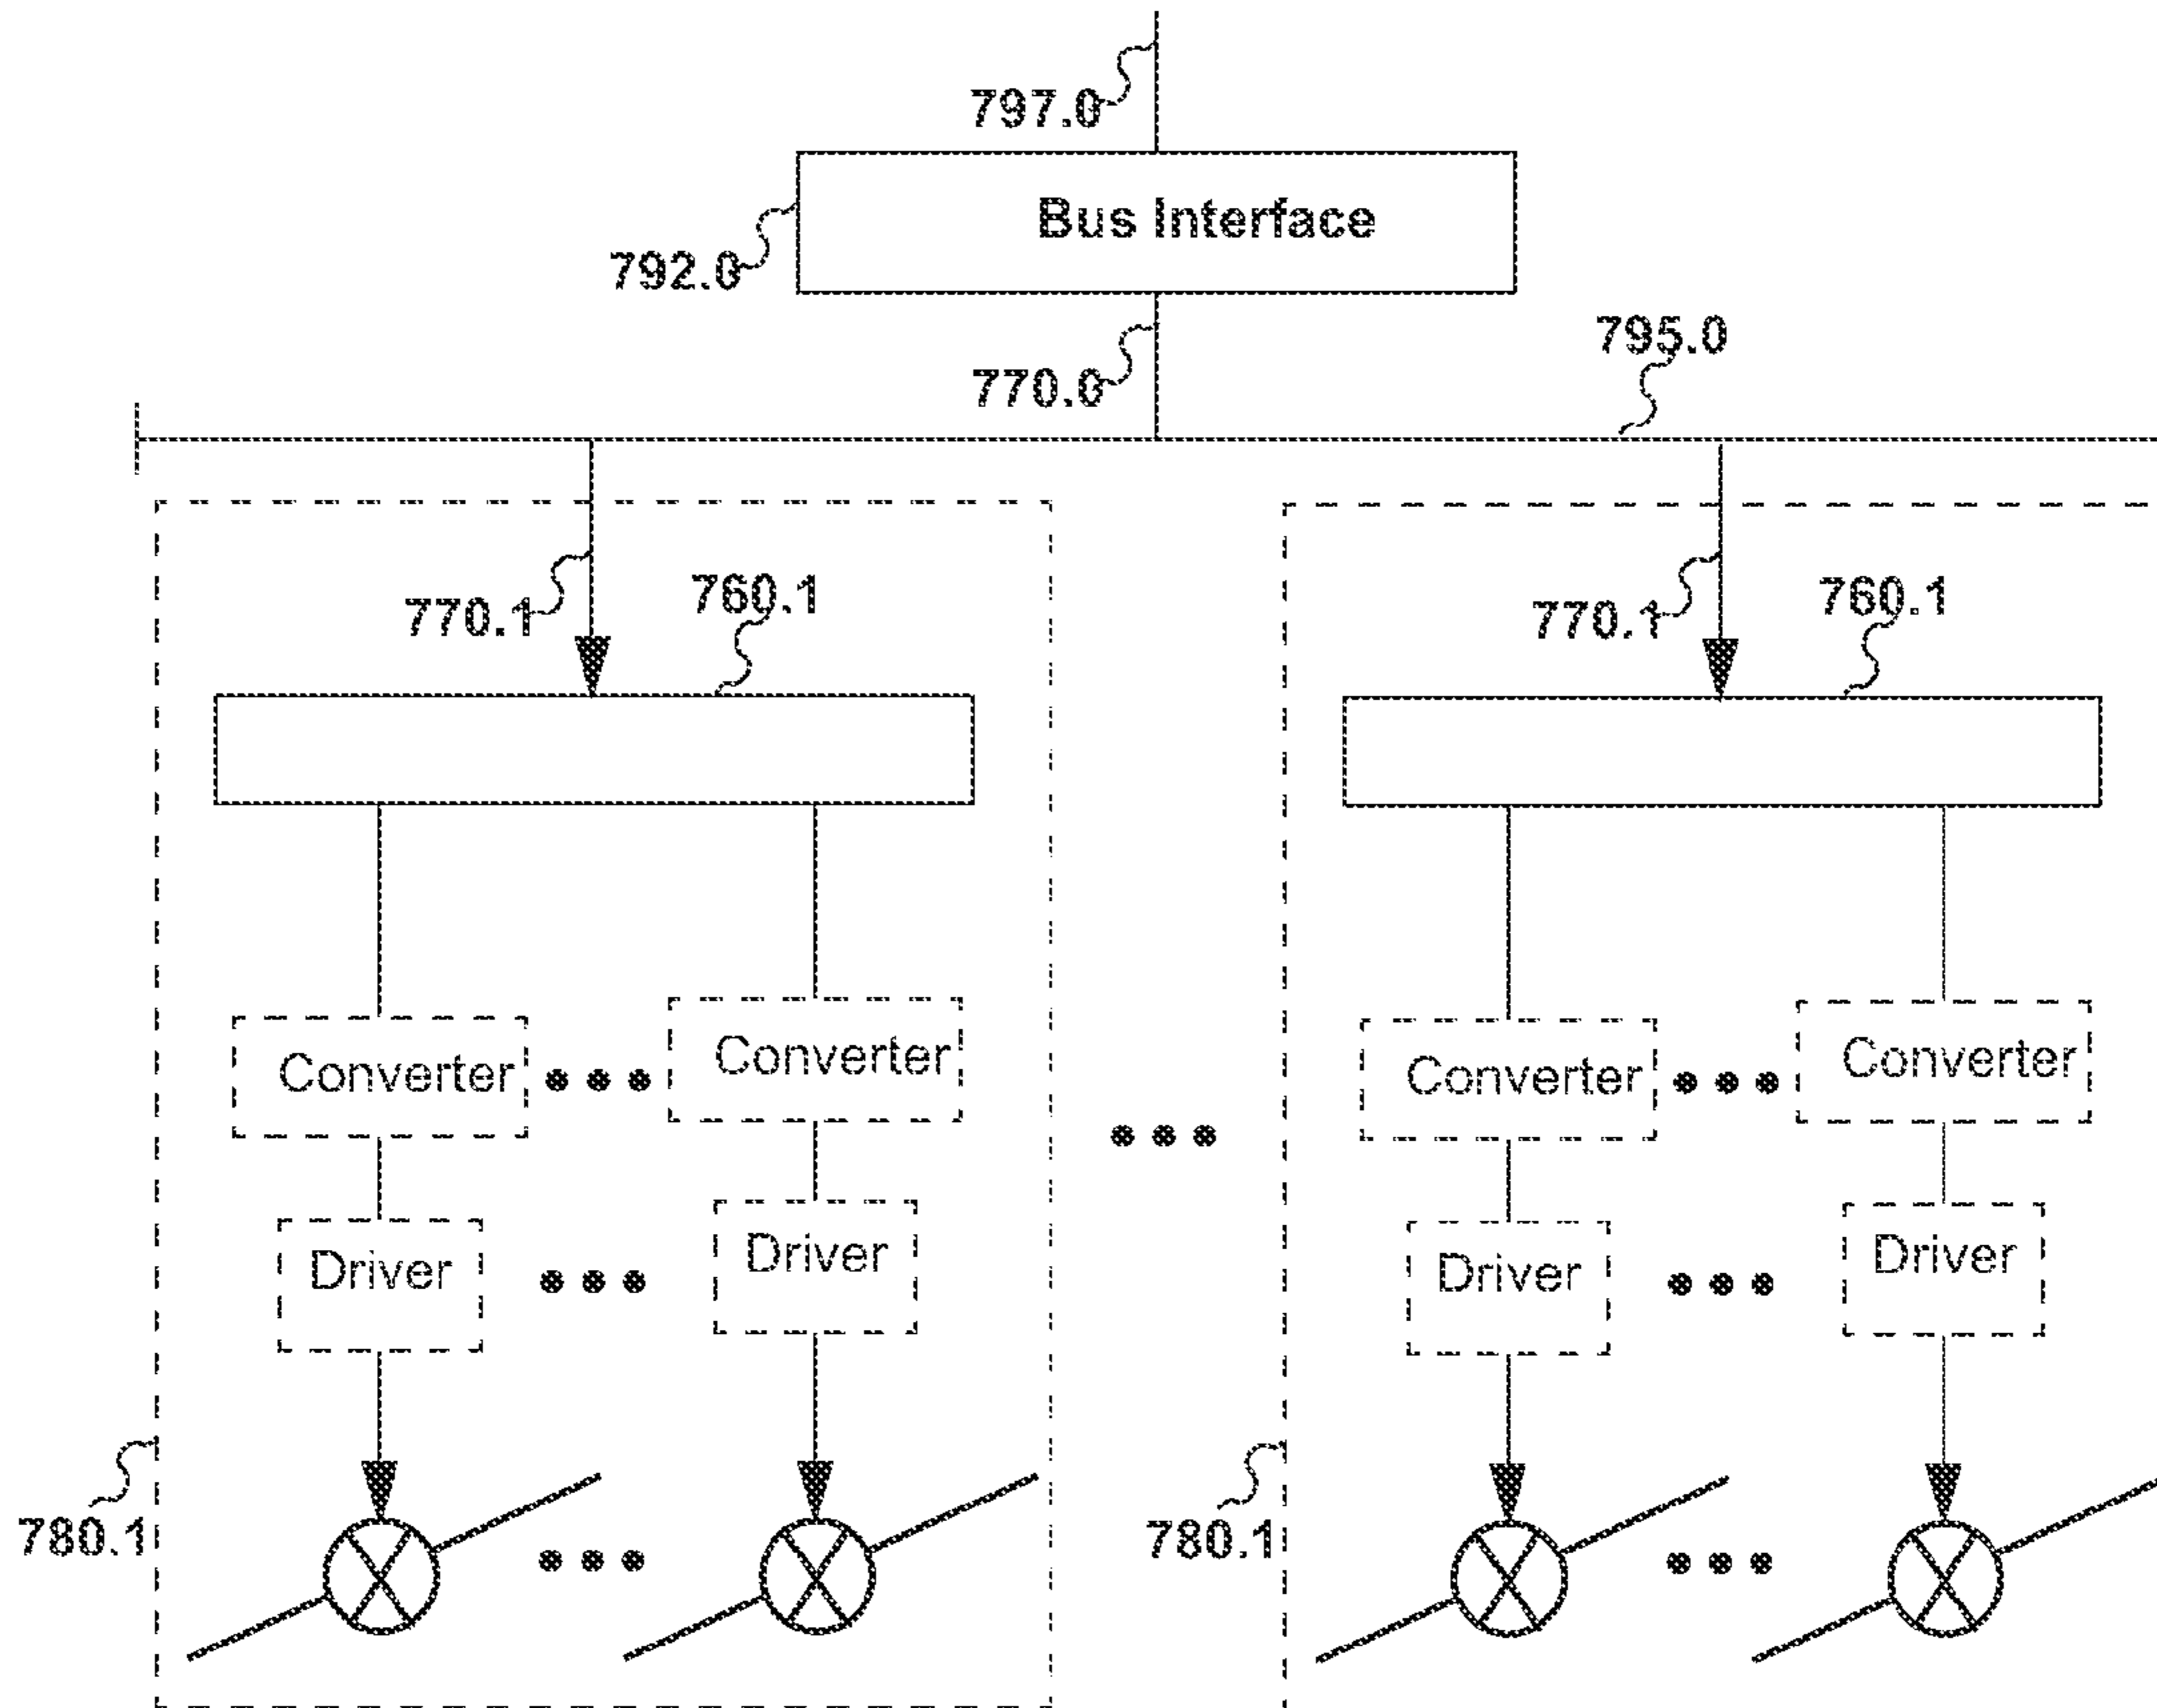 797.0
Bus Interface
792.0
795.0
770.0
770.1
760.1
770.1
760.1
Converter
Converter
Converter
Converter
Driver
Driver
Driver
Driver
780.1
780.1